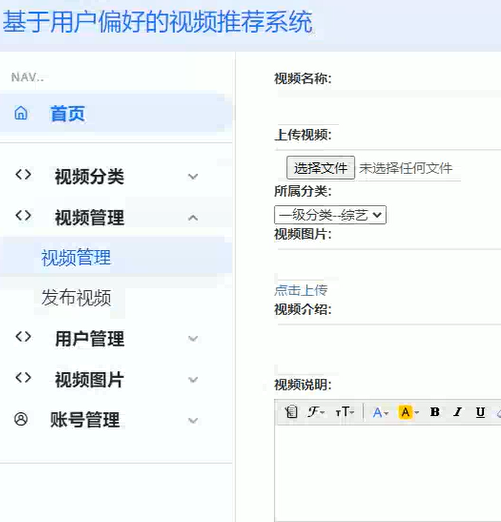 基于用户偏好的视频推荐系统
NAV..
首页
视频分类
视频管理
视频管理
发布视频
用户管理
视频图片
账号管理
视频名称:
上传视频:
选择文件 未选择任何文件
所属分类:
一级分类--综艺
视频图片:
点击上传
视频介绍:
视频说明:
𝓕 тT A A B I U